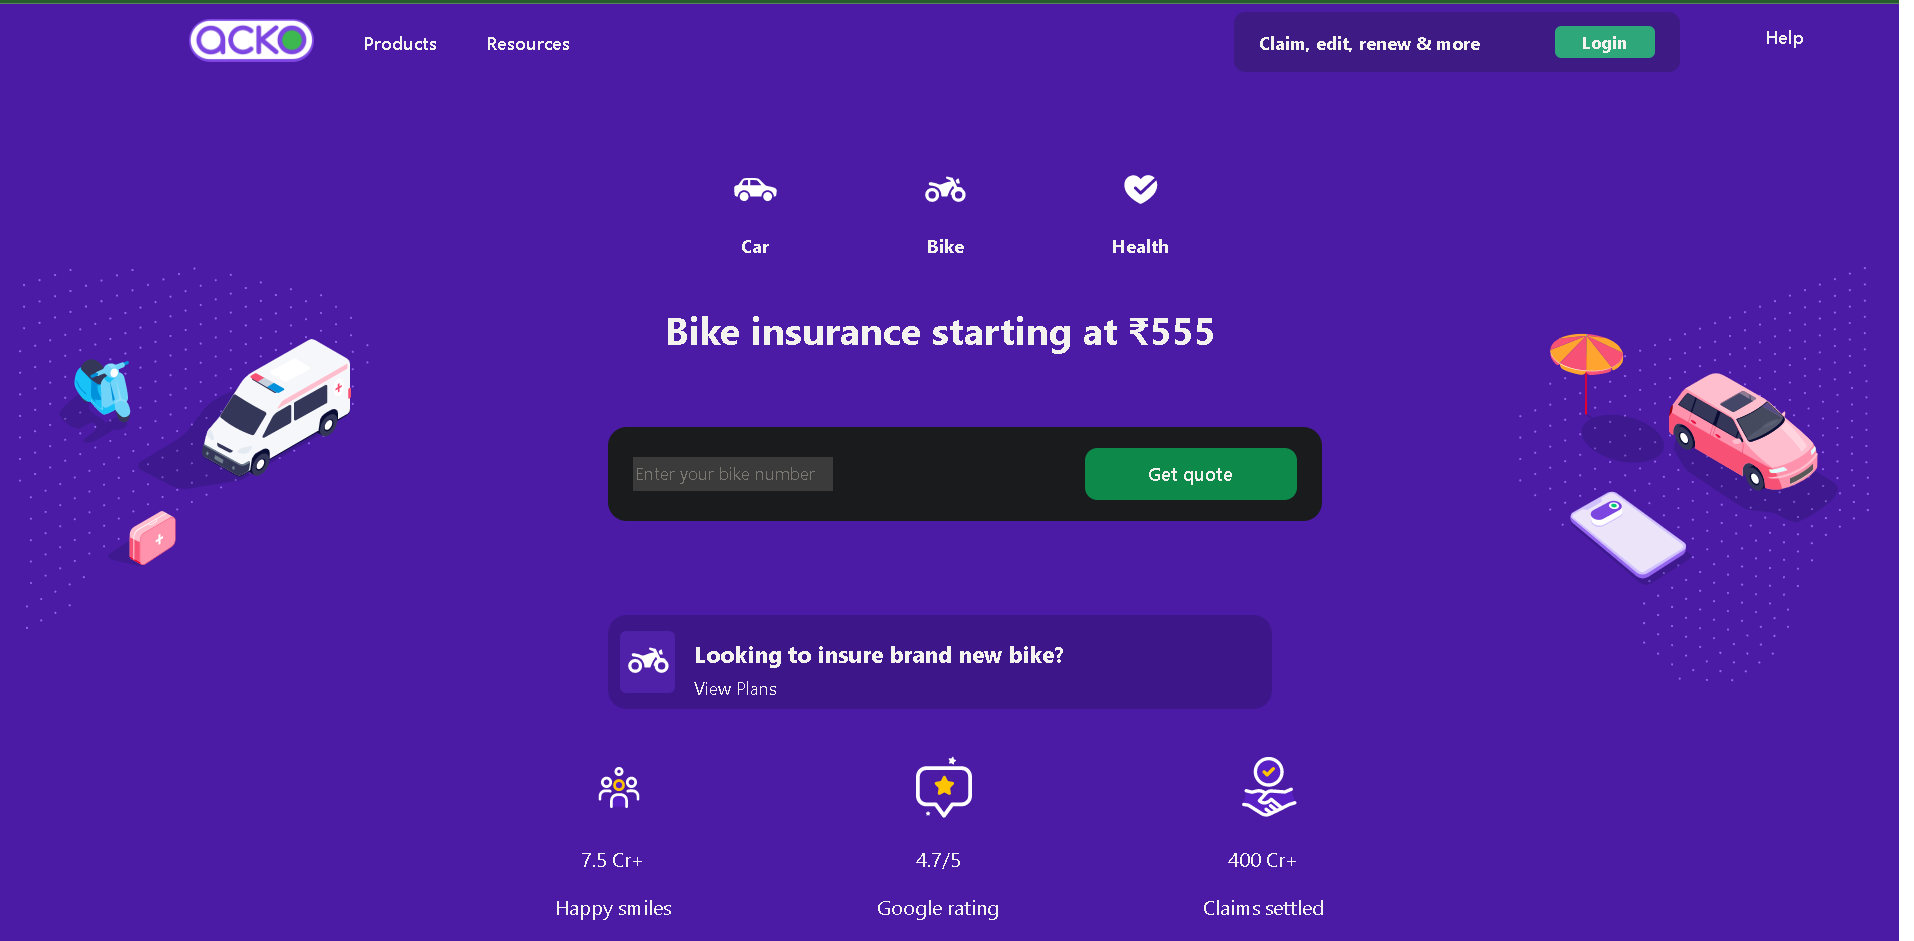 acko
Products
Resources
Claim, edit, renew & more
Login
Help
Car
Bike
Health
Bike insurance starting at ₹555
Enter your bike number
Get quote
Looking to insure brand new bike?
View Plans
7.5 Cr+
4.7/5
400 Cr+
Happy smiles
Google rating
Claims settled